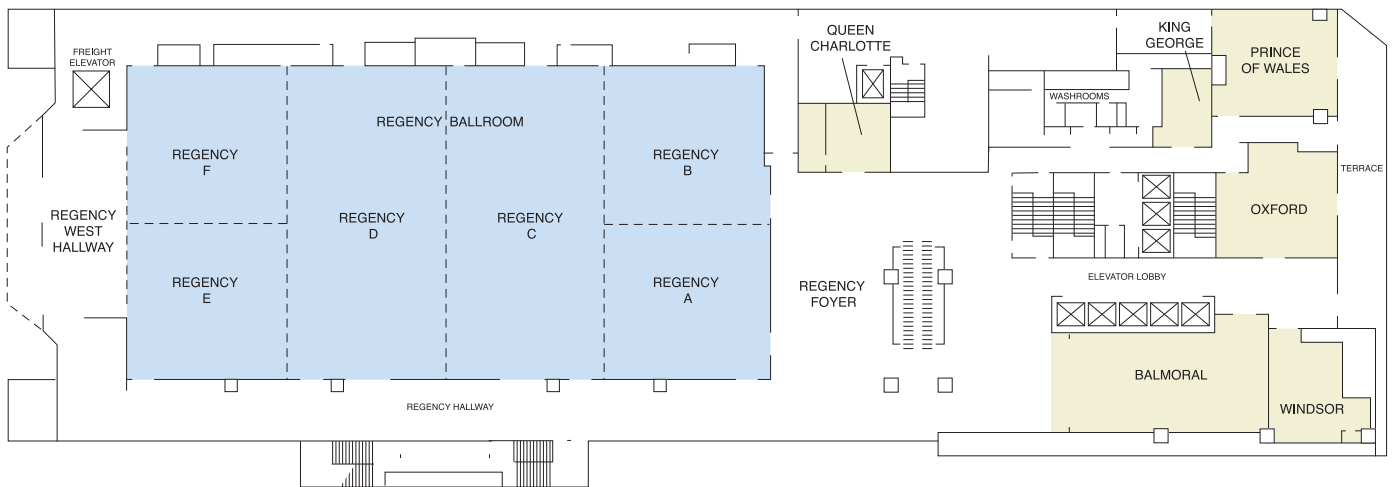 FREIGHT
ELEVATOR
QUEEN
CHARLOTTE
KING
GEORGE
PRINCE
OF WALES
WASHROOMS
REGENCY BALLROOM
REGENCY
F
REGENCY
B
TERRACE
REGENCY
WEST
HALLWAY
REGENCY
D
REGENCY
C
OXFORD
REGENCY
E
REGENCY
A
REGENCY
FOYER
ELEVATOR LOBBY
BALMORAL
WINDSOR
REGENCY HALLWAY